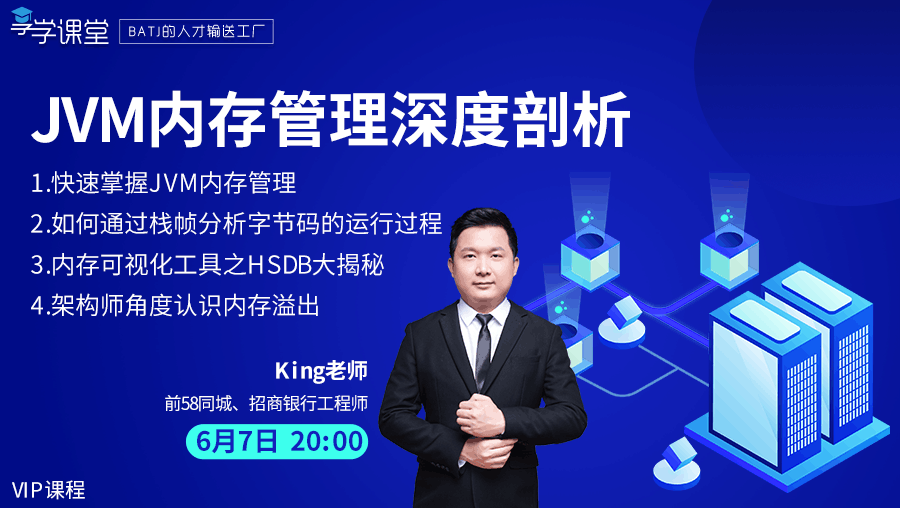 享学课堂
BATJ的人才输送工厂
JVM内存管理深度剖析
1.快速掌握JVM内存管理
2.如何通过栈帧分析字节码的运行过程
3.内存可视化工具之HSDB大揭秘
4.架构师角度认识内存溢出
King老师
前58同城、招商银行工程师
6月7日 20:00
VIP课程